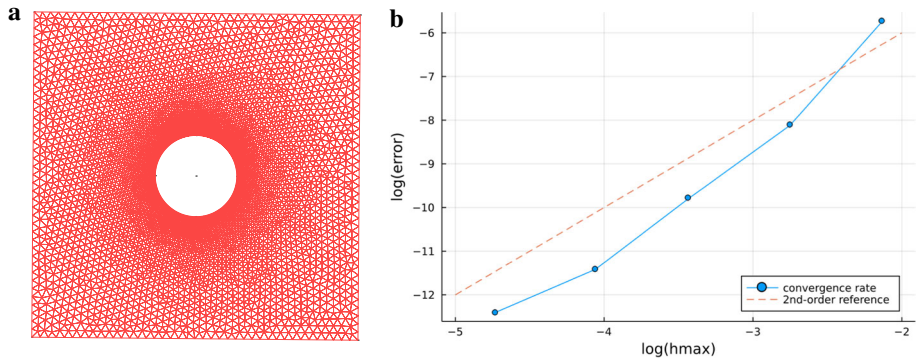 a
b
−6
−7
−8
−9
−10
−11
−12
log(error)
−5
−4
−3
−2
log(hmax)
convergence rate
2nd-order reference